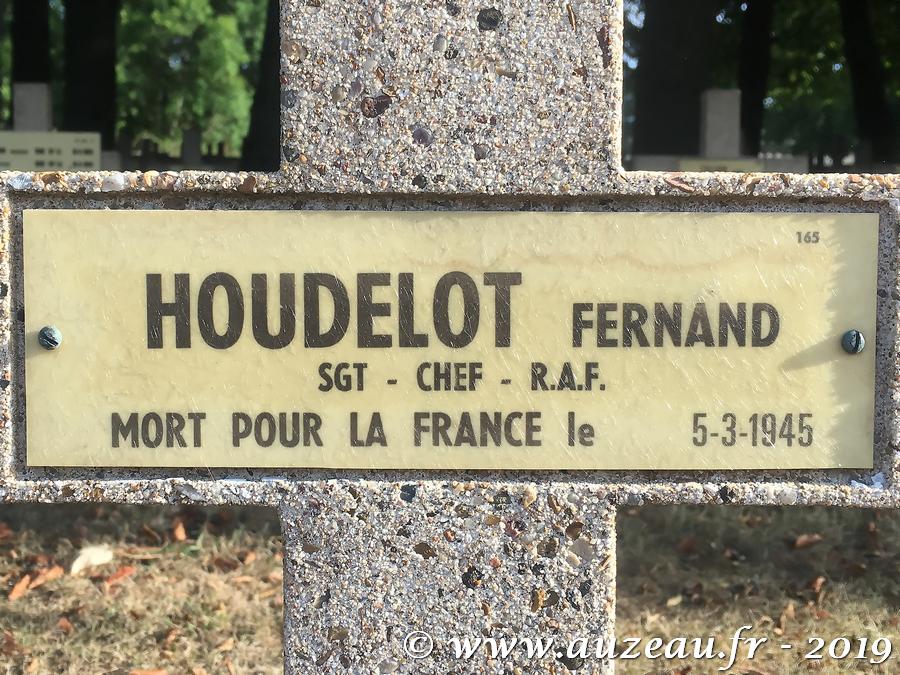 165
HOUDELOT FERNAND
SGT - CHEF - R.A.F.
MORT POUR LA FRANCE le 5-3-1945
© www.auzeau.fr - 2019